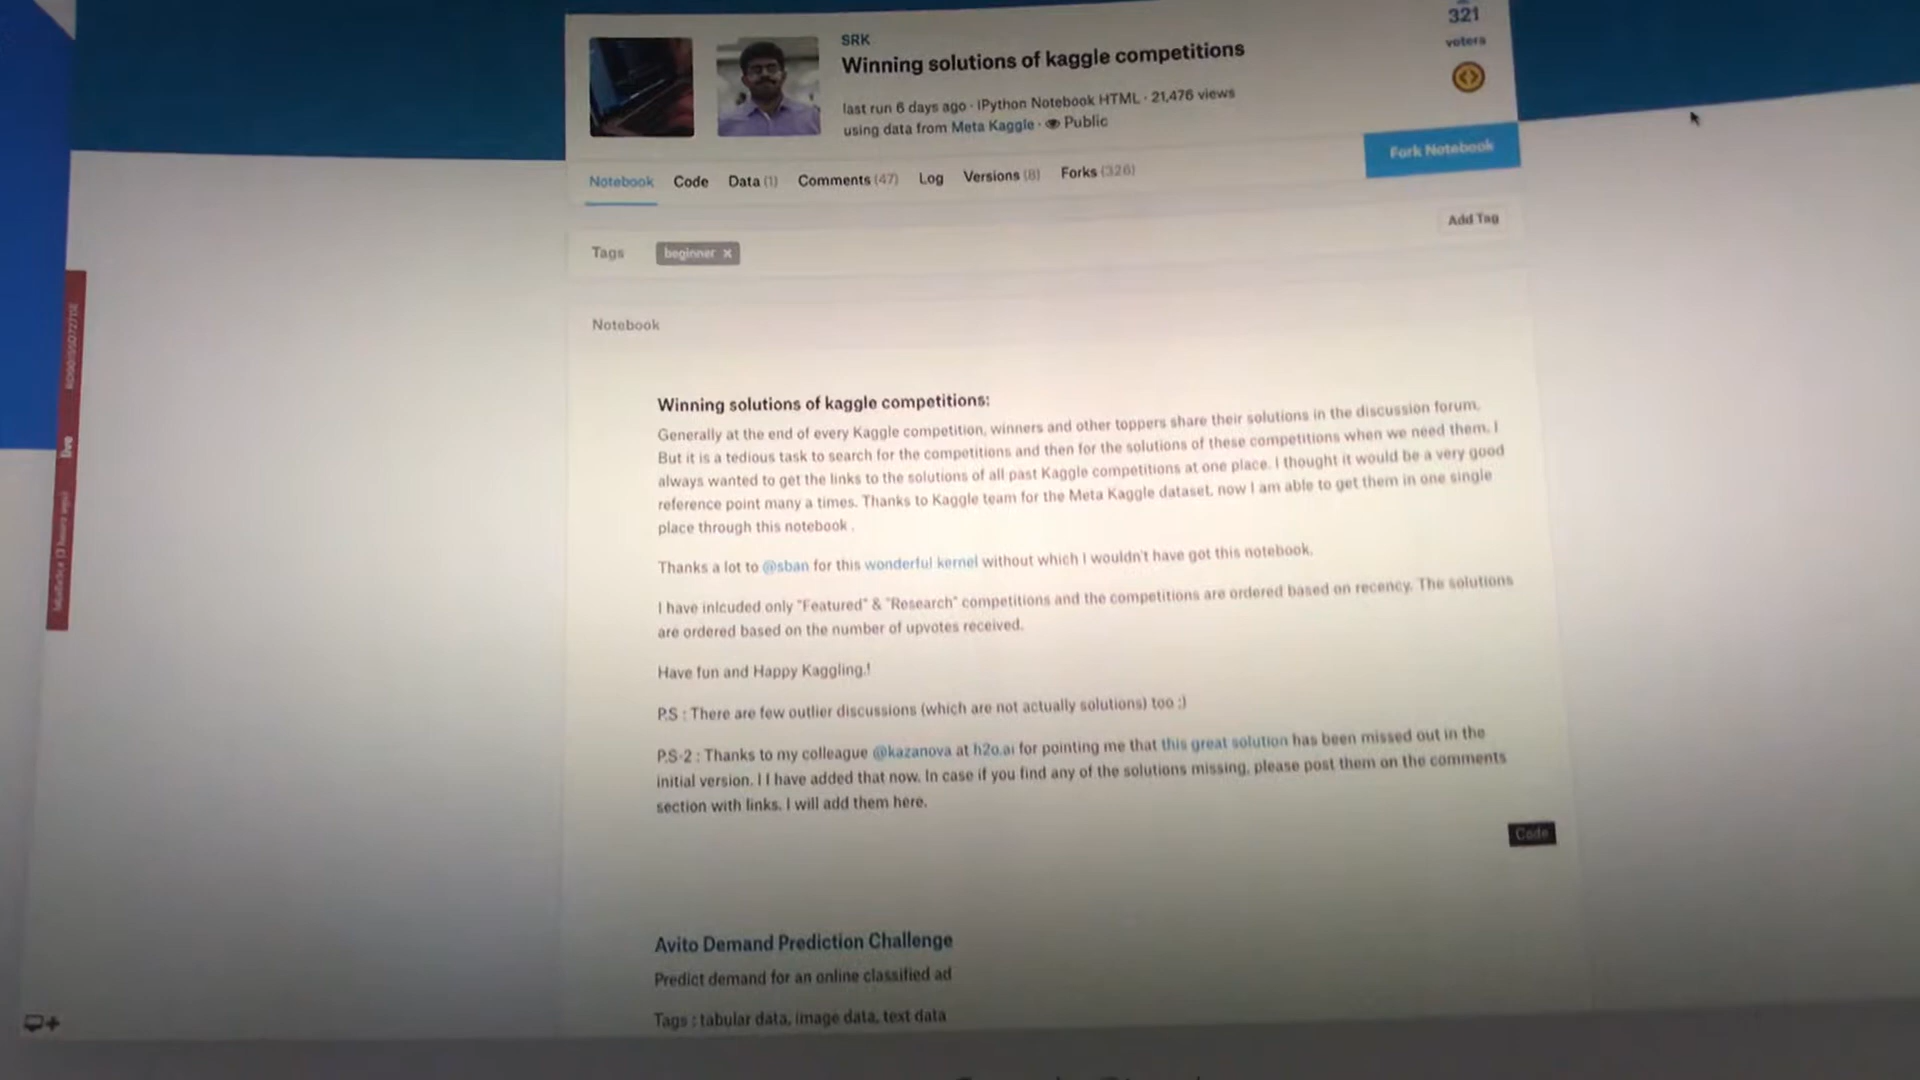 321
SRK
voters
Winning solutions of kaggle competitions
last run 6 days ago · IPython Notebook HTML · 21,476 views
using data from Meta Kaggle · Public
Fork Notebook
Notebook Code Data (1) Comments (47) Log Versions (8) Forks (326)
Add Tag
Tags beginner ×
Notebook
Winning solutions of kaggle competitions:
Generally at the end of every Kaggle competition, winners and other toppers share their solutions in the discussion forum.
But it is a tedious task to search for the competitions and then for the solutions of these competitions when we need them. I
always wanted to get the links to the solutions of all past Kaggle competitions at one place. I thought it would be a very good
reference point many a times. Thanks to Kaggle team for the Meta Kaggle dataset, now I am able to get them in one single
place through this notebook .
Thanks a lot to @sban for this wonderful kernel without which I wouldn't have got this notebook.
I have inlcuded only "Featured" & "Research" competitions and the competitions are ordered based on recency. The solutions
are ordered based on the number of upvotes received.
Have fun and Happy Kaggling.!
P.S : There are few outlier discussions (which are not actually solutions) too :)
P.S-2 : Thanks to my colleague @kazanova at h2o.ai for pointing me that this great solution has been missed out in the
initial version. I I have added that now. In case if you find any of the solutions missing, please post them on the comments
section with links. I will add them here.
Code
Avito Demand Prediction Challenge
Predict demand for an online classified ad
Tags : tabular data, image data, text data
live